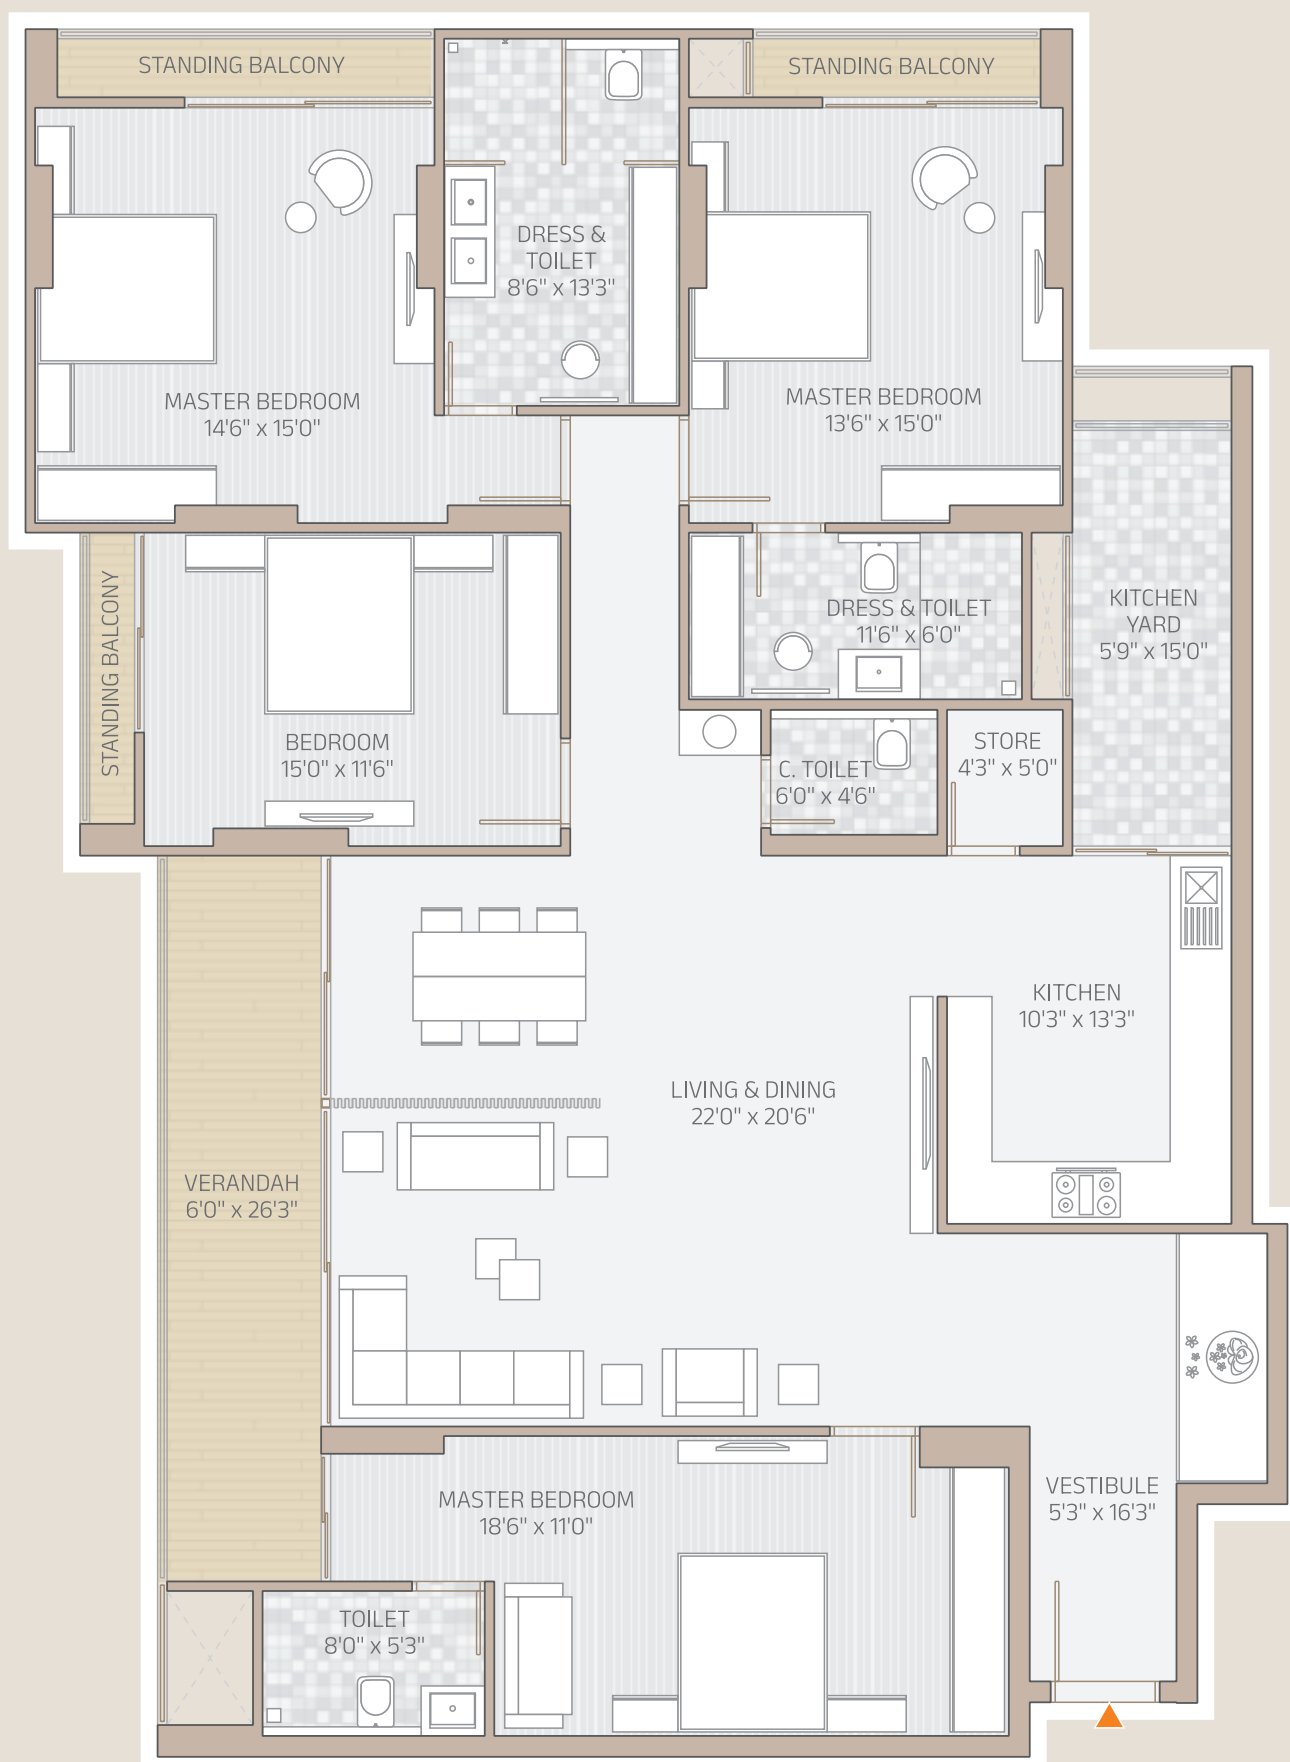 STANDING BALCONY
STANDING BALCONY
DRESS &
TOILET
8'6" x 13'3"
MASTER BEDROOM
14'6" x 15'0"
MASTER BEDROOM
13'6" x 15'0"
STANDING BALCONY
DRESS & TOILET
11'6" x 6'0"
KITCHEN
YARD
5'9" x 15'0"
BEDROOM
15'0" x 11'6"
C. TOILET
6'0" x 4'6"
STORE
4'3" x 5'0"
KITCHEN
10'3" x 13'3"
LIVING & DINING
22'0" x 20'6"
VERANDAH
6'0" x 26'3"
MASTER BEDROOM
18'6" x 11'0"
VESTIBULE
5'3" x 16'3"
TOILET
8'0" x 5'3"